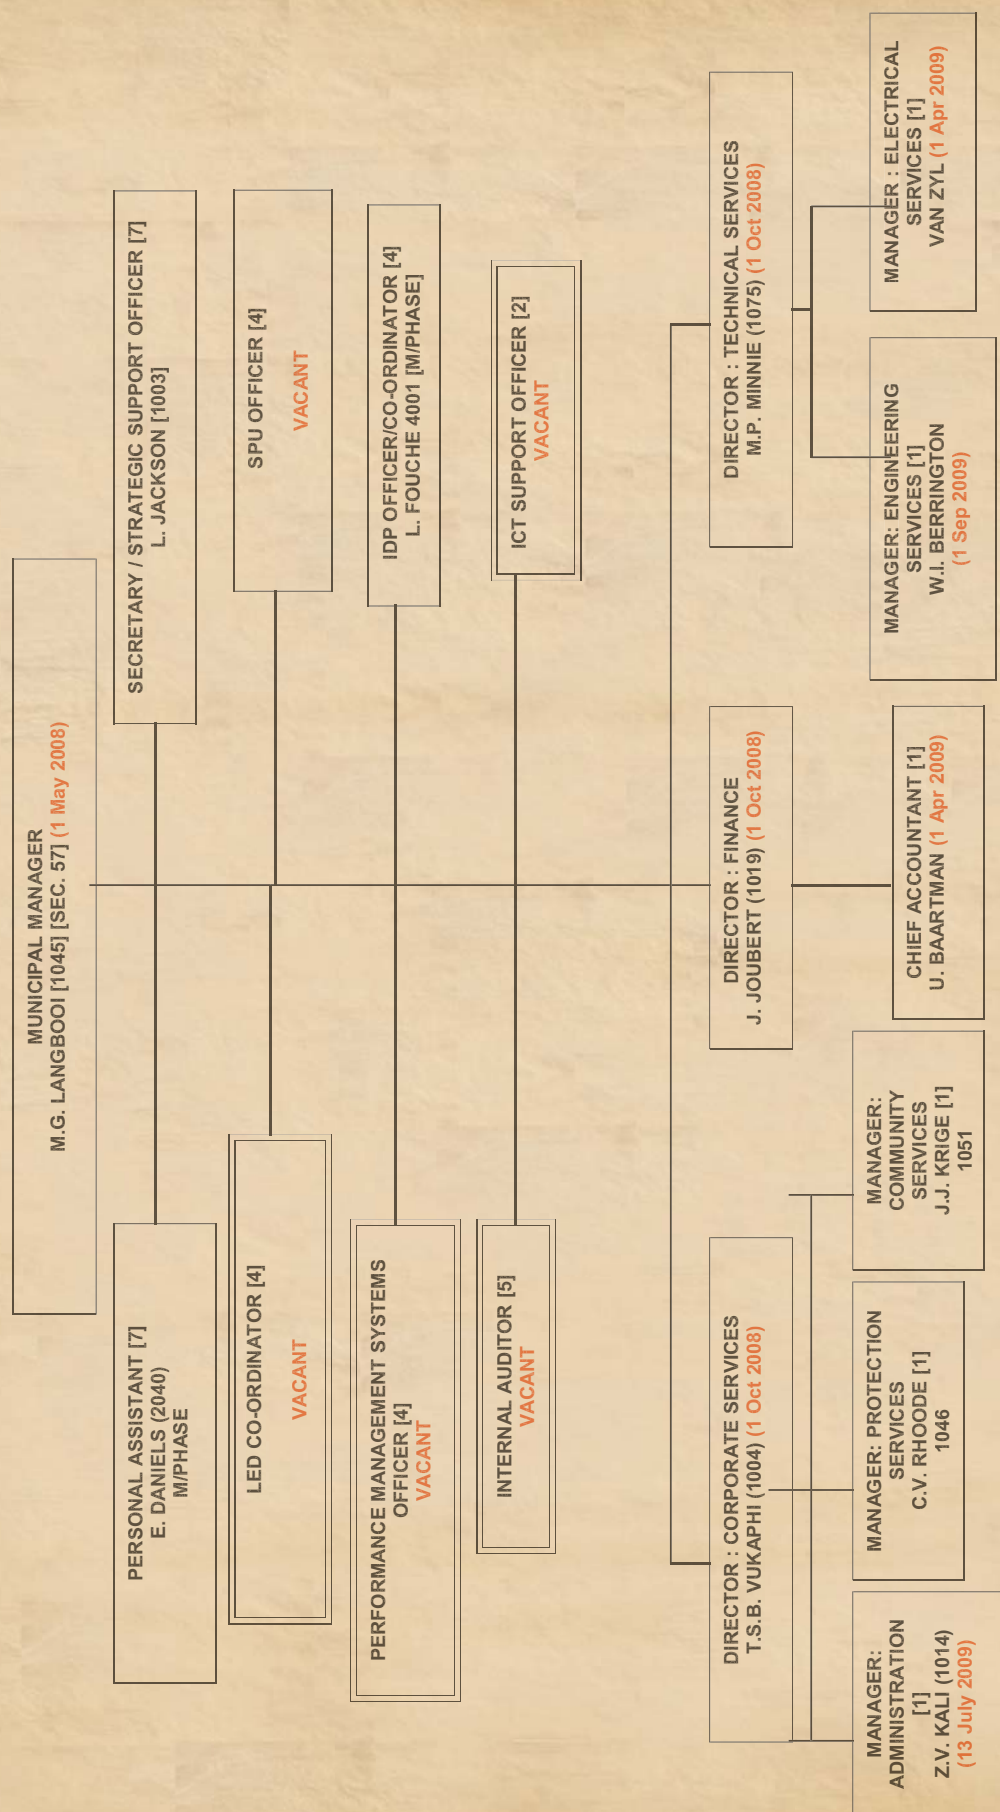 MUNICIPAL MANAGER
M.G. LANGBOOI [1045] [SEC. 57] (1 May 2008)
PERSONAL ASSISTANT [7]
E. DANIELS (2040)
M/PHASE
SECRETARY / STRATEGIC SUPPORT OFFICER [7]
L. JACKSON [1003]
LED CO-ORDINATOR [4]
VACANT
SPU OFFICER [4]
VACANT
PERFORMANCE MANAGEMENT SYSTEMS
OFFICER [4]
VACANT
IDP OFFICER/CO-ORDINATOR [4]
L. FOUCHE 4001 [M/PHASE]
INTERNAL AUDITOR [5]
VACANT
ICT SUPPORT OFFICER [2]
VACANT
DIRECTOR : CORPORATE SERVICES
T.S.B. VUKAPHI (1004) (1 Oct 2008)
DIRECTOR : FINANCE
J. JOUBERT (1019) (1 Oct 2008)
DIRECTOR : TECHNICAL SERVICES
M.P. MINNIE (1075) (1 Oct 2008)
MANAGER:
ADMINISTRATION
[1]
Z.V. KALI (1014)
(13 July 2009)
MANAGER: PROTECTION
SERVICES
C.V. RHOODE [1]
1046
MANAGER:
COMMUNITY
SERVICES
J.J. KRIGE [1]
1051
CHIEF ACCOUNTANT [1]
U. BAARTMAN (1 Apr 2009)
MANAGER: ENGINEERING
SERVICES [1]
W.I. BERRINGTON
(1 Sep 2009)
MANAGER : ELECTRICAL
SERVICES [1]
VAN ZYL (1 Apr 2009)